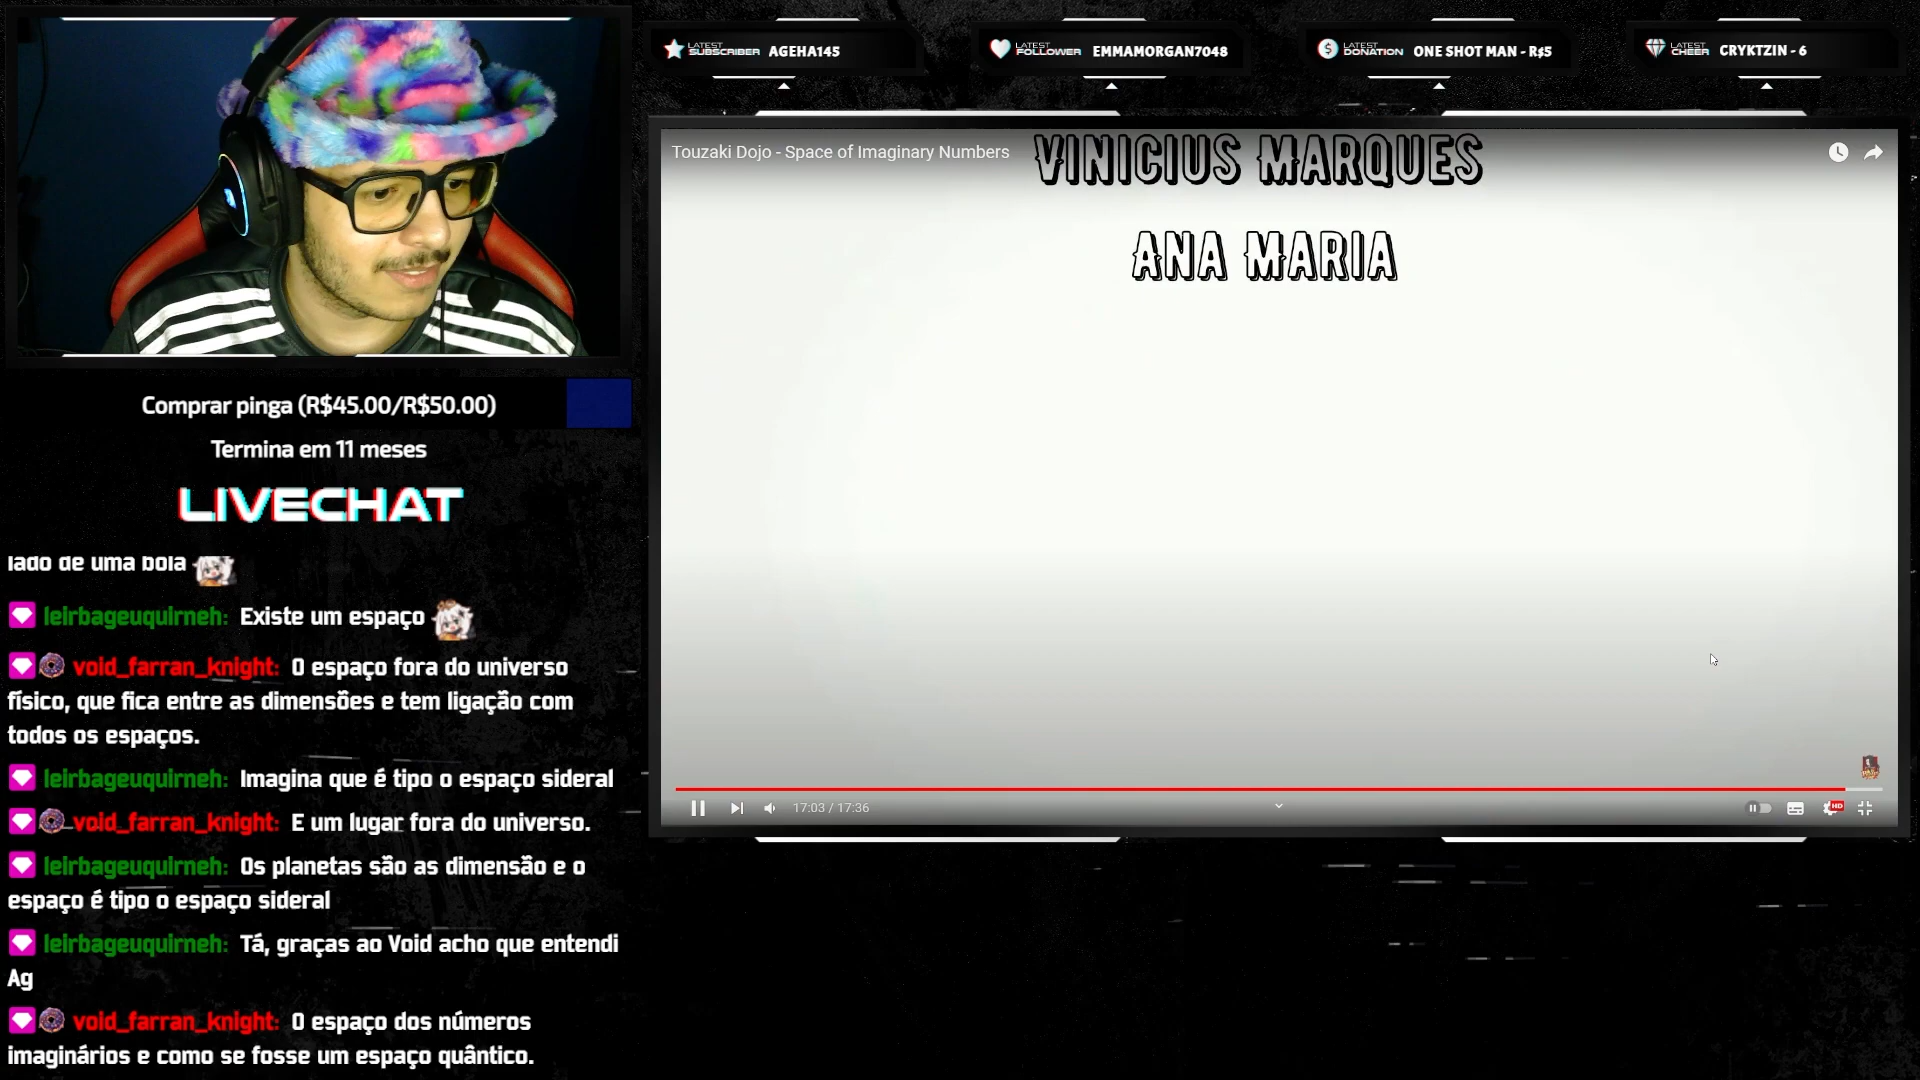 LATEST SUBSCRIBER AGEHA145
LATEST FOLLOWER EMMAMORGAN7048
LATEST DONATION ONE SHOT MAN - R$5
LATEST CHEER CRYKTZIN - 6
Touzaki Dojo - Space of Imaginary Numbers
VINICIUS MARQUES
ANA MARIA
17:03 / 17:36
HD
Comprar pinga (R$45.00/R$50.00)
Termina em 11 meses
LIVECHAT
lado de uma bola
leirbageuquirneh: Existe um espaço
void_farran_knight: O espaço fora do universo
físico, que fica entre as dimensões e tem ligação com
todos os espaços.
leirbageuquirneh: Imagina que é tipo o espaço sideral
void_farran_knight: E um lugar fora do universo.
leirbageuquirneh: Os planetas são as dimensão e o
espaço é tipo o espaço sideral
leirbageuquirneh: Tá, graças ao Void acho que entendi
Ag
void_farran_knight: O espaço dos números
imaginários e como se fosse um espaço quântico.